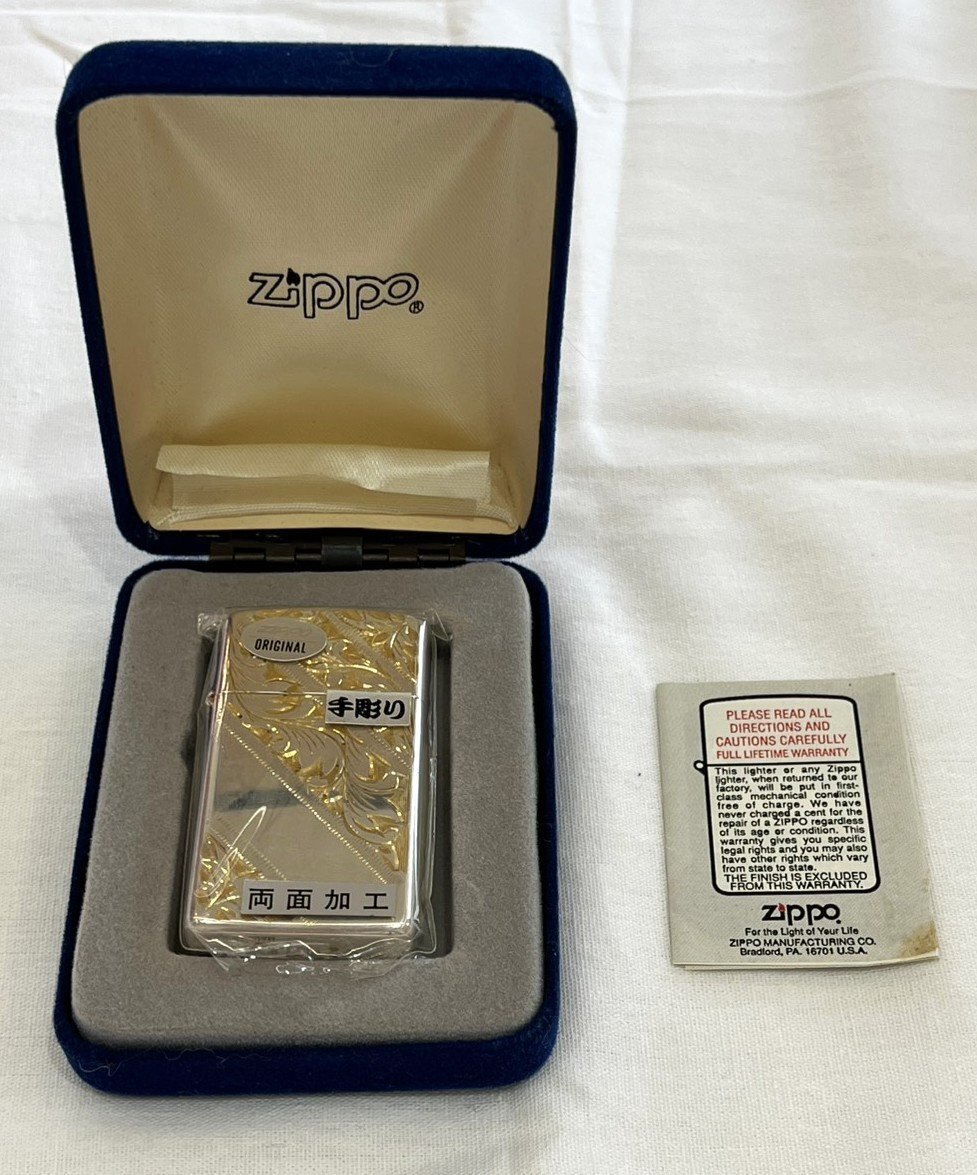 zippo®
ORIGINAL
手彫り
両面加工
PLEASE READ ALL
DIRECTIONS AND
CAUTIONS CAREFULLY
FULL LIFETIME WARRANTY
This lighter or any Zippo
lighter, when returned to our
factory, will be put in first-
class mechanical condition
free of charge. We have
never charged a cent for the
repair of a ZIPPO regardless
of its age or condition. This
warranty gives you specific
legal rights and you may also
have other rights which vary
from state to state.
THE FINISH IS EXCLUDED
FROM THIS WARRANTY.
zippo
For the Light of Your Life
ZIPPO MANUFACTURING CO.
Bradford, PA. 16701 U.S.A.